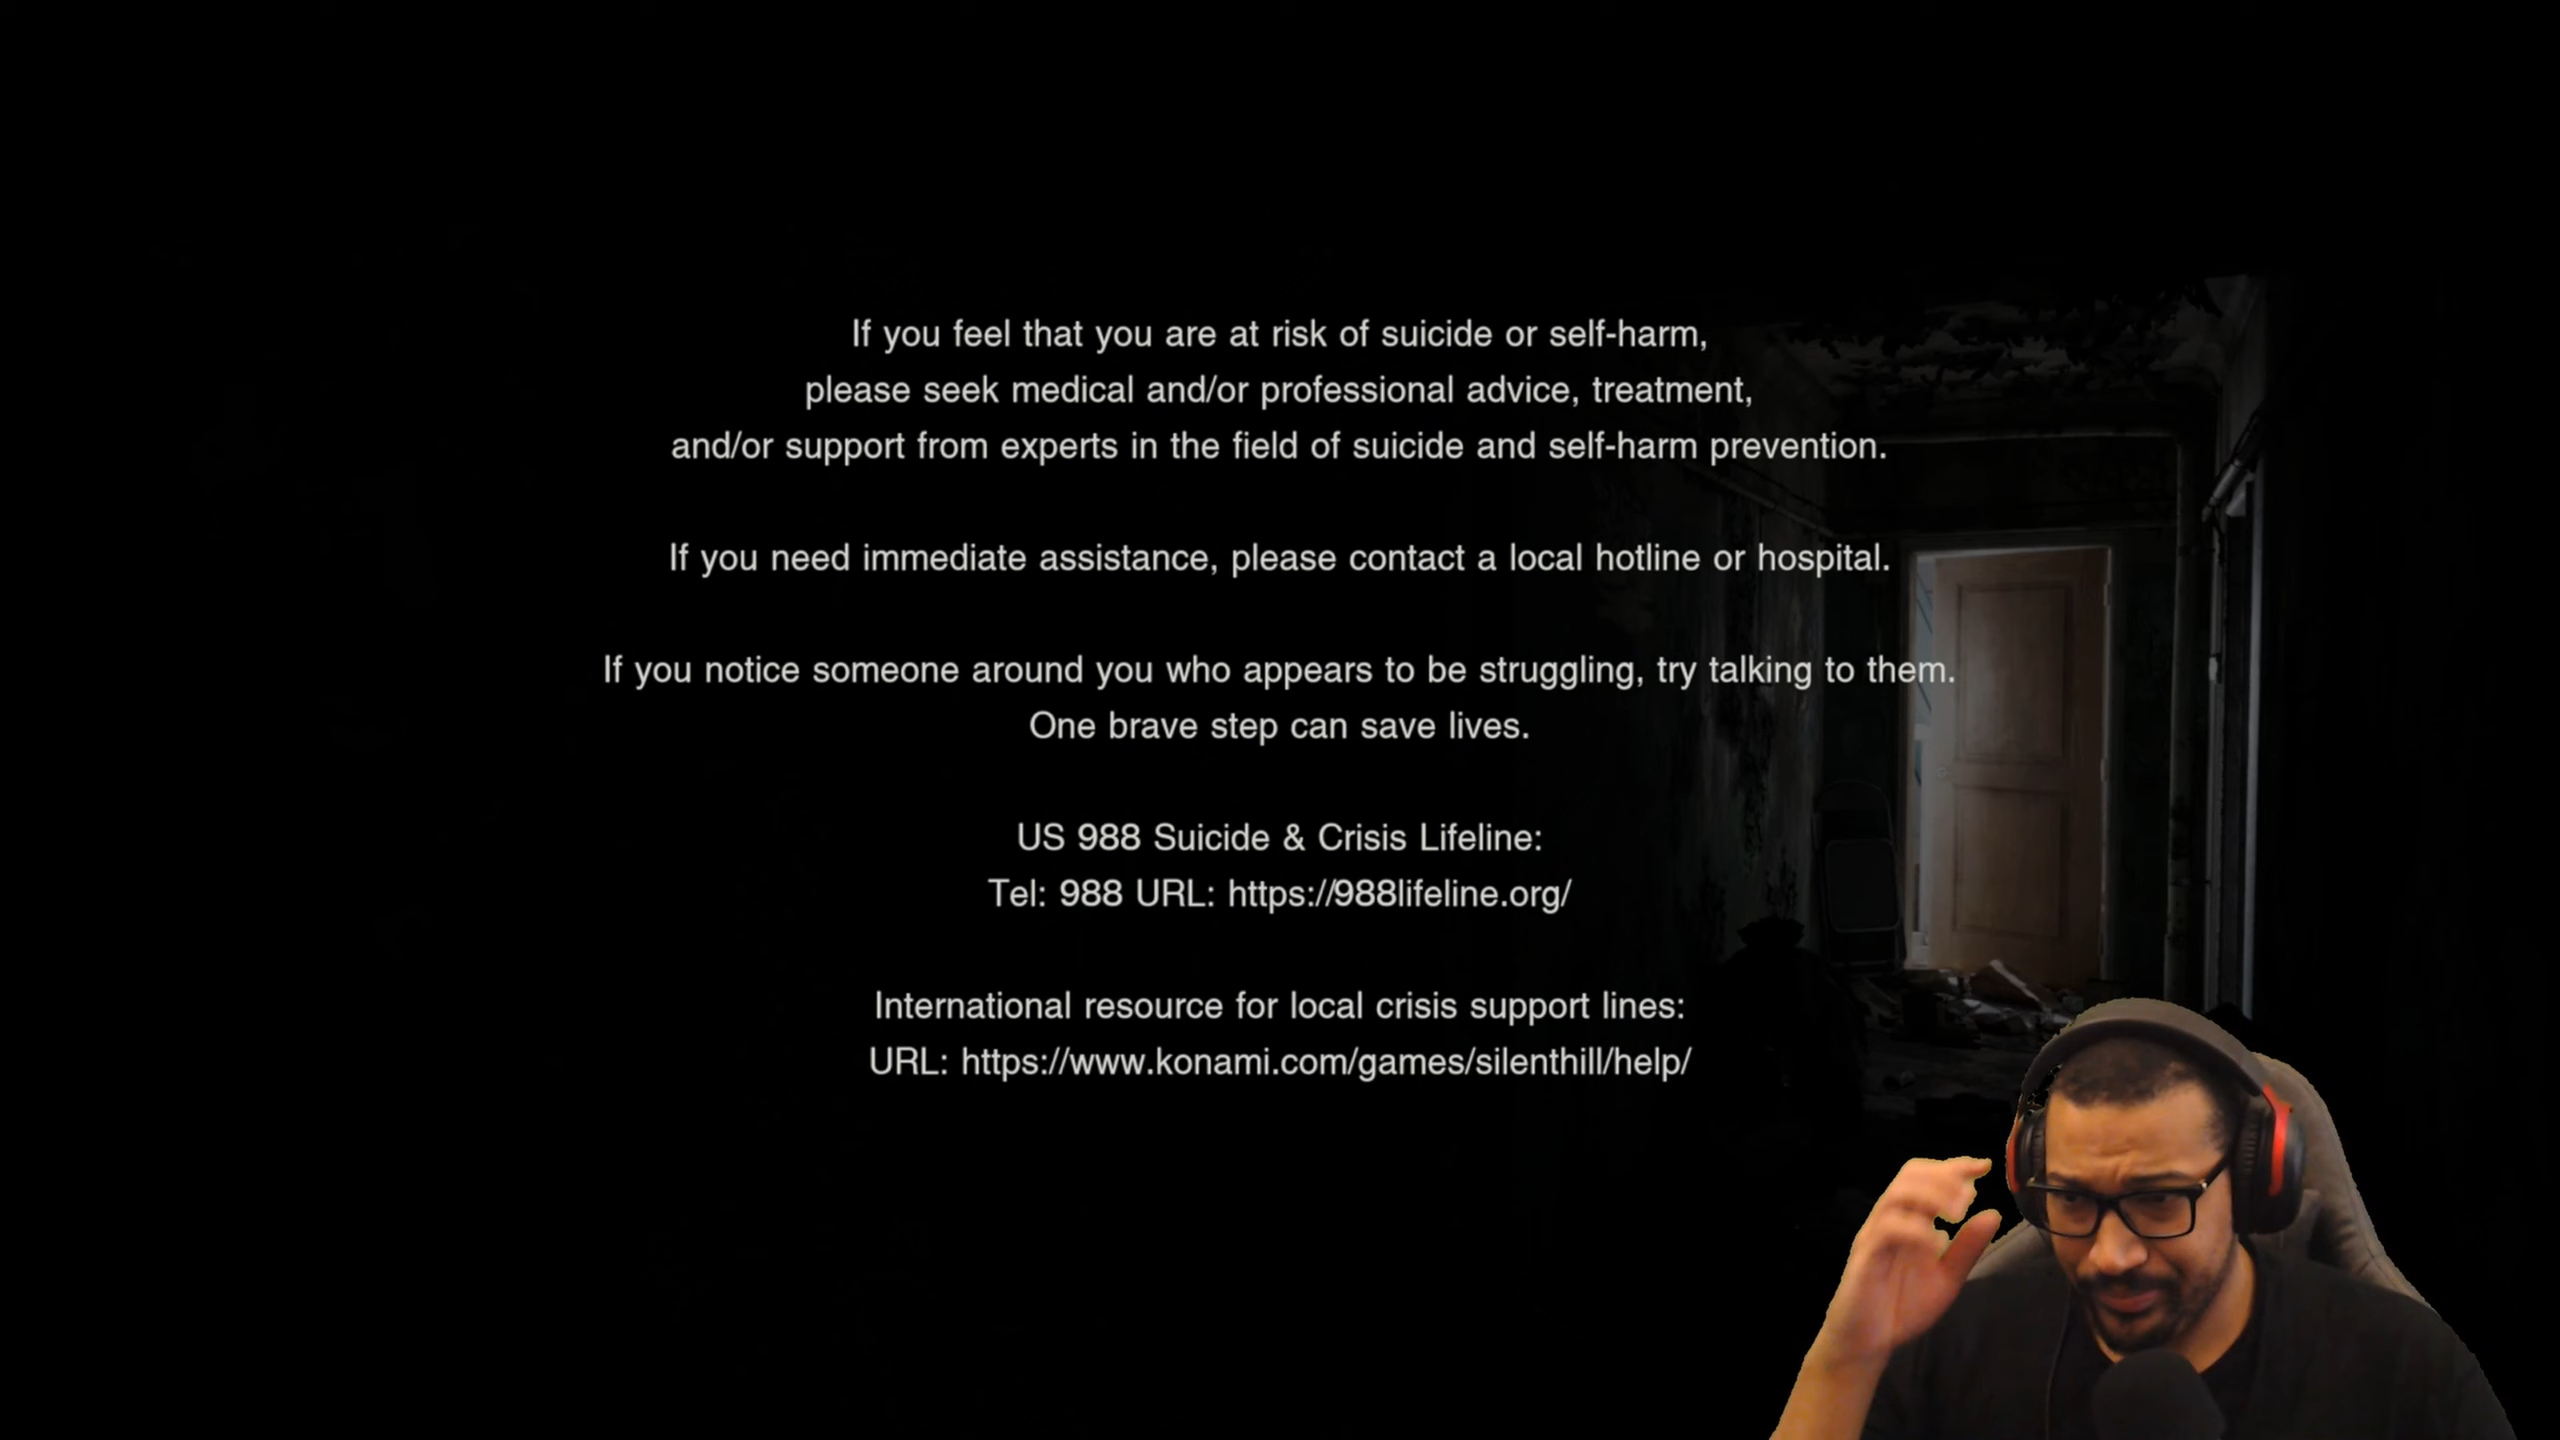 If you feel that you are at risk of suicide or self-harm,
please seek medical and/or professional advice, treatment,
and/or support from experts in the field of suicide and self-harm prevention.
If you need immediate assistance, please contact a local hotline or hospital.
If you notice someone around you who appears to be struggling, try talking to them.
One brave step can save lives.
US 988 Suicide & Crisis Lifeline:
Tel: 988 URL: https://988lifeline.org/
International resource for local crisis support lines:
URL: https://www.konami.com/games/silenthill/help/